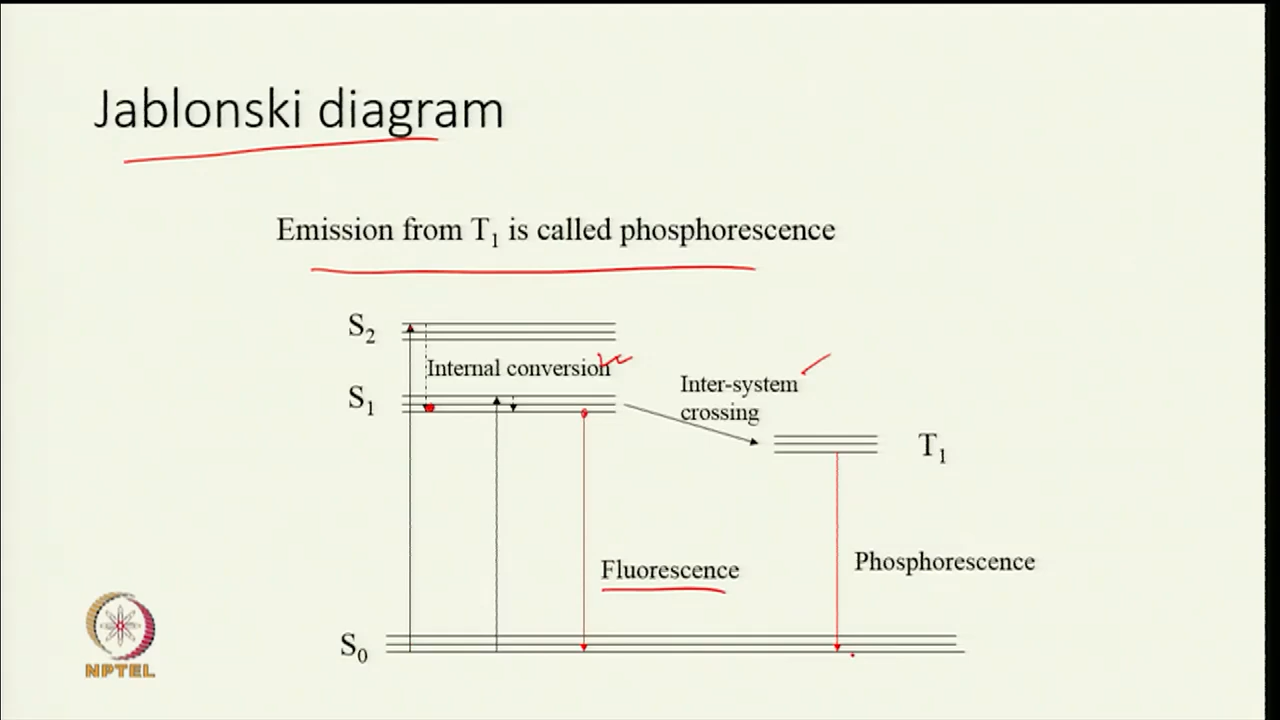 Jablonski diagram
Emission from T₁ is called phosphorescence
S₂
Internal conversion
S₁
Inter-system
crossing
T₁
Fluorescence
Phosphorescence
S₀
NPTEL